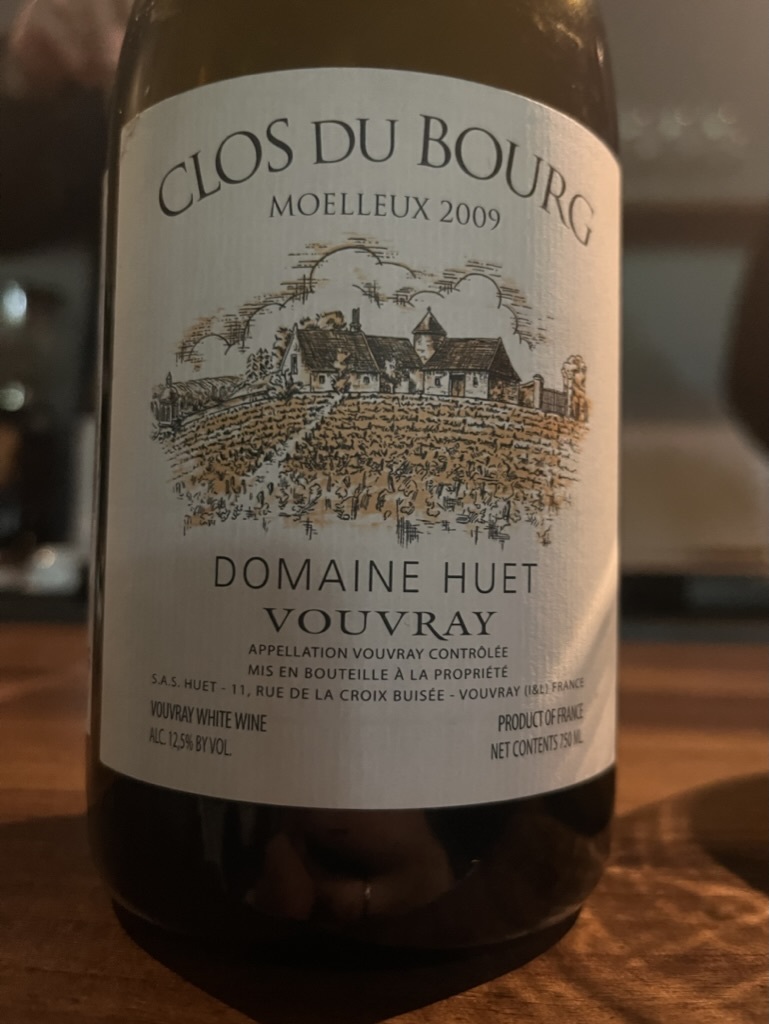 CLOS DU BOURG
MOELLEUX 2009
DOMAINE HUET
VOUVRAY
APPELLATION VOUVRAY CONTRÔLÉE
MIS EN BOUTEILLE À LA PROPRIÉTÉ
S.A.S. HUET - 11, RUE DE LA CROIX BUISÉE - VOUVRAY (I&L) FRANCE
VOUVRAY WHITE WINE
ALC. 12,5% BY VOL.
PRODUCT OF FRANCE
NET CONTENTS 750 ML